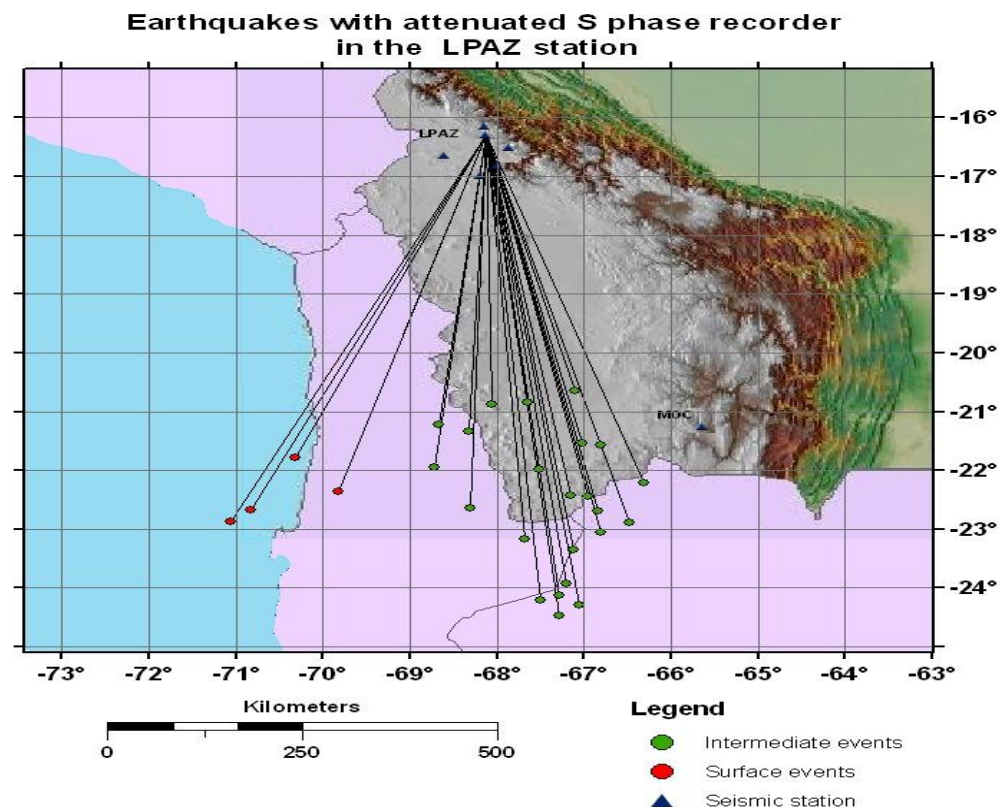 Earthquakes with attenuated S phase recorder
in the LPAZ station
LPAZ
MOC
-16°
-17°
-18°
-19°
-20°
-21°
-22°
-23°
-24°
-73° -72° -71° -70° -69° -68° -67° -66° -65° -64° -63°
Kilometers
0 250 500
Legend
Intermediate events
Surface events
Seismic station